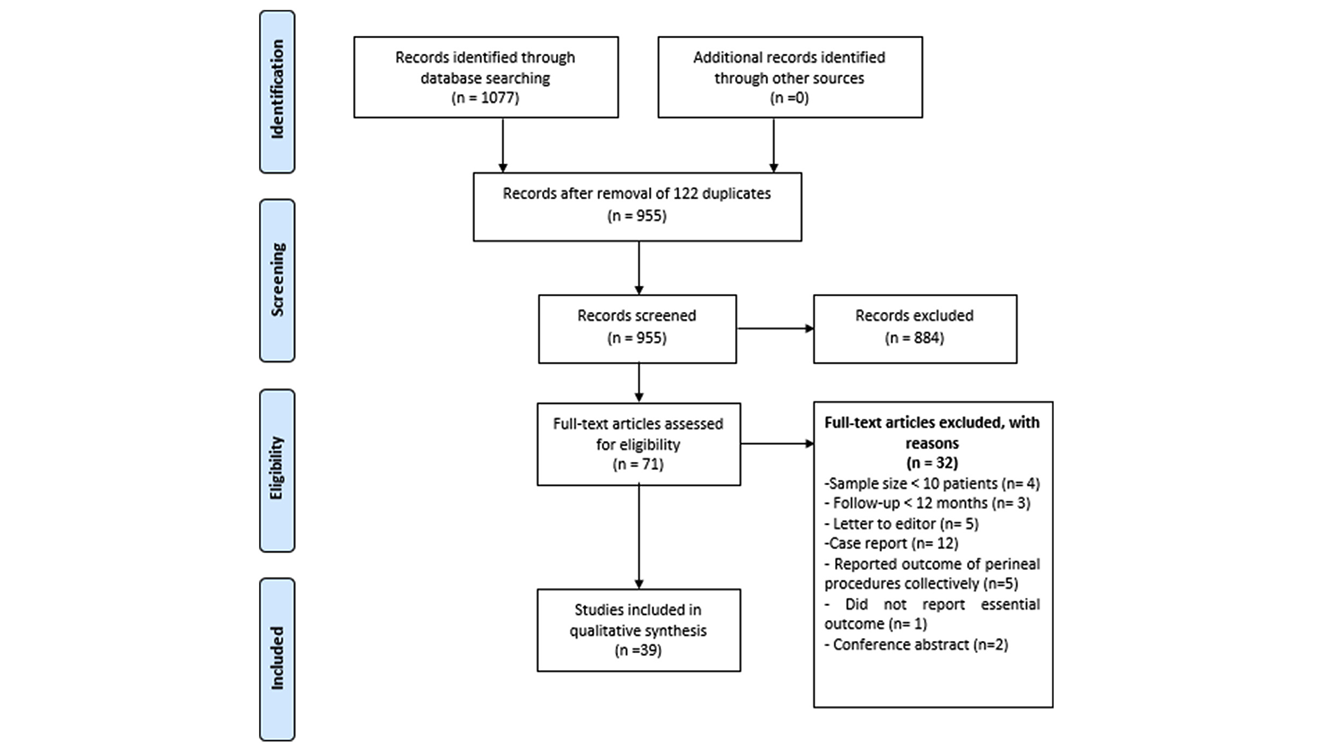 Identification
Records identified through
database searching
(n = 1077)
Additional records identified
through other sources
(n =0)
Records after removal of 122 duplicates
(n = 955)
Screening
Records screened
(n = 955)
Records excluded
(n = 884)
Eligibility
Full-text articles assessed
for eligibility
(n = 71)
Full-text articles excluded, with
reasons
(n = 32)
-Sample size < 10 patients (n= 4)
- Follow-up < 12 months (n= 3)
- Letter to editor (n= 5)
-Case report (n= 12)
- Reported outcome of perineal
procedures collectively (n=5)
- Did not report essential
outcome (n= 1)
- Conference abstract (n=2)
Included
Studies included in
qualitative synthesis
(n =39)